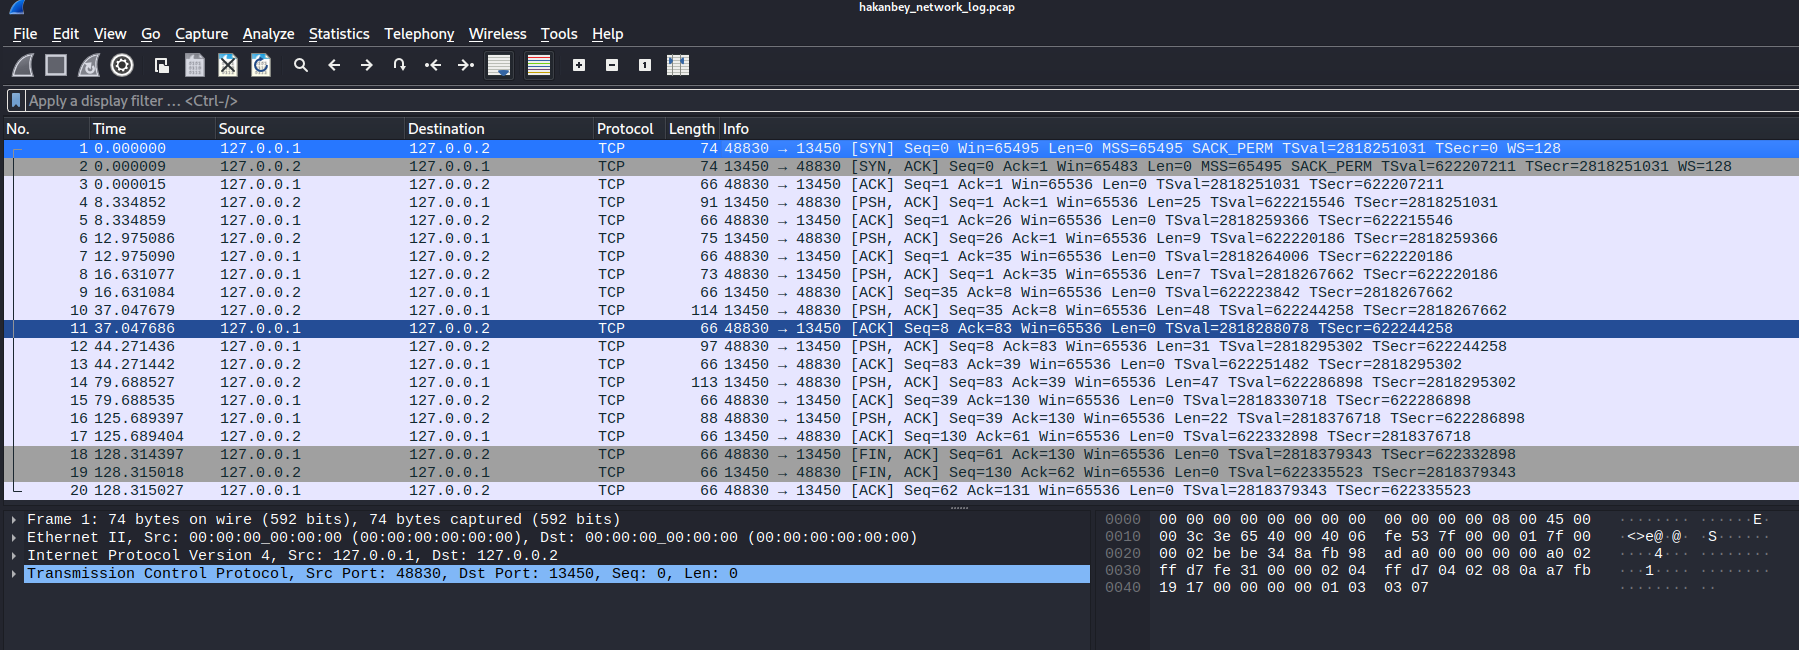 hakanbey_network_log.pcap
File Edit View Go Capture Analyze Statistics Telephony Wireless Tools Help
Apply a display filter … <Ctrl-/>
No. Time Source Destination Protocol Length Info
1 0.000000 127.0.0.1 127.0.0.2 TCP 74 48830 → 13450 [SYN] Seq=0 Win=65495 Len=0 MSS=65495 SACK_PERM TSval=2818251031 TSecr=0 WS=128
2 0.000009 127.0.0.2 127.0.0.1 TCP 74 13450 → 48830 [SYN, ACK] Seq=0 Ack=1 Win=65483 Len=0 MSS=65495 SACK_PERM TSval=622207211 TSecr=2818251031 WS=128
3 0.000015 127.0.0.1 127.0.0.2 TCP 66 48830 → 13450 [ACK] Seq=1 Ack=1 Win=65536 Len=0 TSval=2818251031 TSecr=622207211
4 8.334852 127.0.0.2 127.0.0.1 TCP 91 13450 → 48830 [PSH, ACK] Seq=1 Ack=1 Win=65536 Len=25 TSval=622215546 TSecr=2818251031
5 8.334859 127.0.0.1 127.0.0.2 TCP 66 48830 → 13450 [ACK] Seq=1 Ack=26 Win=65536 Len=0 TSval=2818259366 TSecr=622215546
6 12.975086 127.0.0.2 127.0.0.1 TCP 75 13450 → 48830 [PSH, ACK] Seq=26 Ack=1 Win=65536 Len=9 TSval=622220186 TSecr=2818259366
7 12.975090 127.0.0.1 127.0.0.2 TCP 66 48830 → 13450 [ACK] Seq=1 Ack=35 Win=65536 Len=0 TSval=2818264006 TSecr=622220186
8 16.631077 127.0.0.1 127.0.0.2 TCP 73 48830 → 13450 [PSH, ACK] Seq=1 Ack=35 Win=65536 Len=7 TSval=2818267662 TSecr=622220186
9 16.631084 127.0.0.2 127.0.0.1 TCP 66 13450 → 48830 [ACK] Seq=35 Ack=8 Win=65536 Len=0 TSval=622223842 TSecr=2818267662
10 37.047679 127.0.0.2 127.0.0.1 TCP 114 13450 → 48830 [PSH, ACK] Seq=35 Ack=8 Win=65536 Len=48 TSval=622244258 TSecr=2818267662
11 37.047686 127.0.0.1 127.0.0.2 TCP 66 48830 → 13450 [ACK] Seq=8 Ack=83 Win=65536 Len=0 TSval=2818288078 TSecr=622244258
12 44.271436 127.0.0.1 127.0.0.2 TCP 97 48830 → 13450 [PSH, ACK] Seq=8 Ack=83 Win=65536 Len=31 TSval=2818295302 TSecr=622244258
13 44.271442 127.0.0.2 127.0.0.1 TCP 66 13450 → 48830 [ACK] Seq=83 Ack=39 Win=65536 Len=0 TSval=622251482 TSecr=2818295302
14 79.688527 127.0.0.2 127.0.0.1 TCP 113 13450 → 48830 [PSH, ACK] Seq=83 Ack=39 Win=65536 Len=47 TSval=622286898 TSecr=2818295302
15 79.688535 127.0.0.1 127.0.0.2 TCP 66 48830 → 13450 [ACK] Seq=39 Ack=130 Win=65536 Len=0 TSval=2818330718 TSecr=622286898
16 125.689397 127.0.0.1 127.0.0.2 TCP 88 48830 → 13450 [PSH, ACK] Seq=39 Ack=130 Win=65536 Len=22 TSval=2818376718 TSecr=622286898
17 125.689404 127.0.0.2 127.0.0.1 TCP 66 13450 → 48830 [ACK] Seq=130 Ack=61 Win=65536 Len=0 TSval=622332898 TSecr=2818376718
18 128.314397 127.0.0.1 127.0.0.2 TCP 66 48830 → 13450 [FIN, ACK] Seq=61 Ack=130 Win=65536 Len=0 TSval=2818379343 TSecr=622332898
19 128.315018 127.0.0.2 127.0.0.1 TCP 66 13450 → 48830 [FIN, ACK] Seq=130 Ack=62 Win=65536 Len=0 TSval=622335523 TSecr=2818379343
20 128.315027 127.0.0.1 127.0.0.2 TCP 66 48830 → 13450 [ACK] Seq=62 Ack=131 Win=65536 Len=0 TSval=2818379343 TSecr=622335523
Frame 1: 74 bytes on wire (592 bits), 74 bytes captured (592 bits)
Ethernet II, Src: 00:00:00_00:00:00 (00:00:00:00:00:00), Dst: 00:00:00_00:00:00 (00:00:00:00:00:00)
Internet Protocol Version 4, Src: 127.0.0.1, Dst: 127.0.0.2
Transmission Control Protocol, Src Port: 48830, Dst Port: 13450, Seq: 0, Len: 0
0000 00 00 00 00 00 00 00 00 00 00 00 00 08 00 45 00 ········ ······E·
0010 00 3c 3e 65 40 00 40 06 fe 53 7f 00 00 01 7f 00 ·<>e@·@· ·S······
0020 00 02 be be 34 8a fb 98 ad a0 00 00 00 00 a0 02 ····4··· ········
0030 ff d7 fe 31 00 00 02 04 ff d7 04 02 08 0a a7 fb ···1···· ········
0040 19 17 00 00 00 00 01 03 03 07 ········ ··